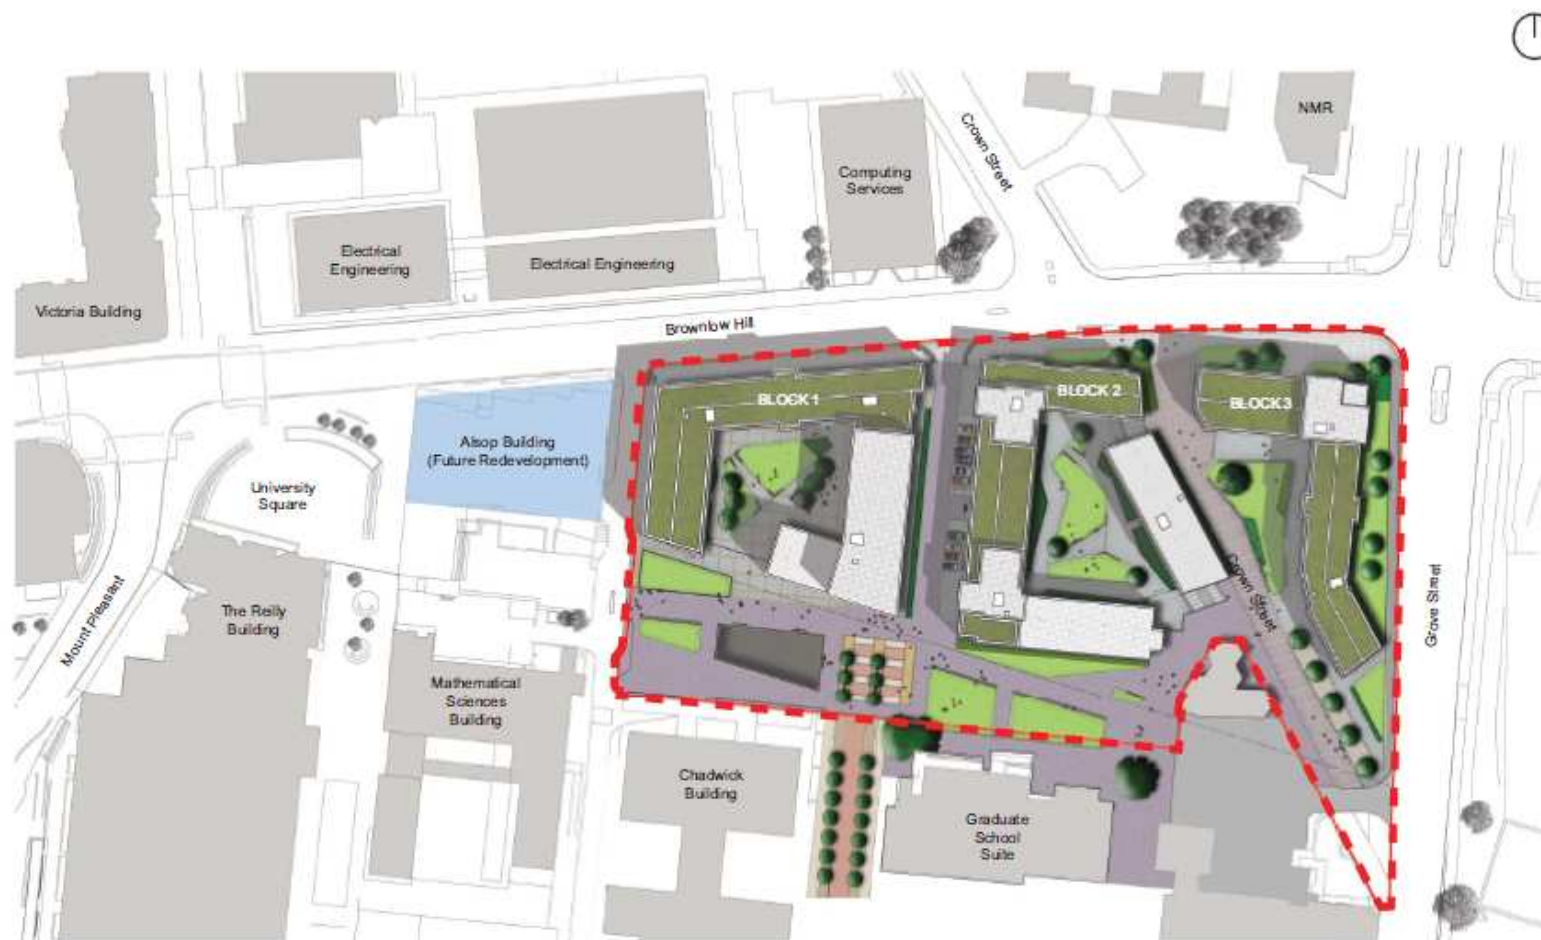 NMR
Crown Street
Computing
Services
Electrical
Engineering
Electrical Engineering
Victoria Building
Brownlow Hill
BLOCK 1
BLOCK 2
BLOCK 3
Alsop Building
(Future Redevelopment)
University
Square
Mount Pleasant
The Reilly
Building
Crown Street
Grove Street
Mathematical
Sciences
Building
Chadwick
Building
Graduate
School
Suite